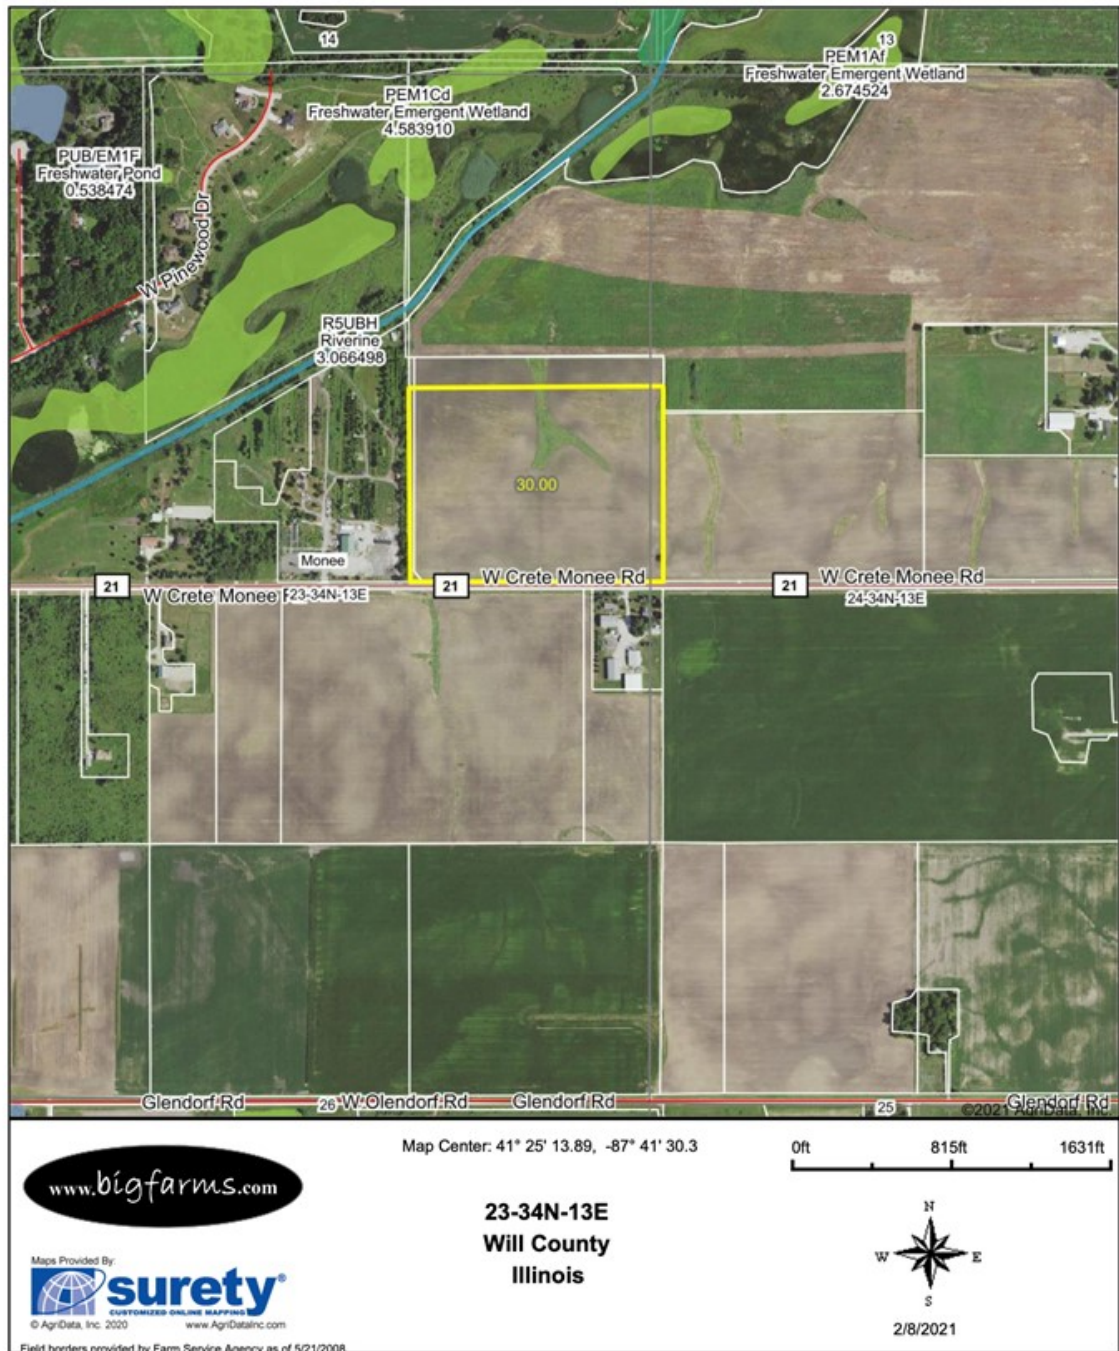 14
13
PEM1Af
Freshwater Emergent Wetland
2.674524
PEM1Cd
Freshwater Emergent Wetland
4.583910
PUB/EM1F
Freshwater Pond
0.538474
W Pinewood Dr
R5UBH
Riverine
3.066498
30.00
Monee
21
21
W Crete Monee Rd
21
W Crete Monee Rd
W Crete Monee R
23-34N-13E
24-34N-13E
Glendorf Rd
26
W Olendorf Rd
Glendorf Rd
25
Glendorf Rd
©2021 AgriData, Inc.
www.bigfarms.com
Map Center: 41° 25' 13.89, -87° 41' 30.3
0ft 815ft 1631ft
23-34N-13E
Will County
Illinois
N
W E
S
2/8/2021
Maps Provided By:
surety®
CUSTOMIZED ONLINE MAPPING
© AgriData, Inc. 2020 www.AgriDataInc.com
Field borders provided by Farm Service Agency as of 5/21/2008.